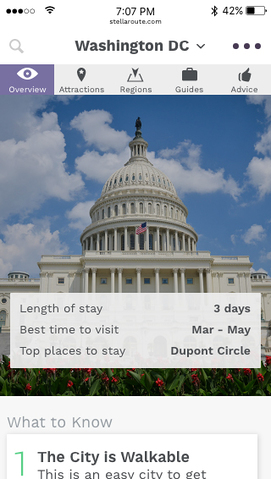 7:07 PM 42%
stellaroute.com
Washington DC
Overview Attractions Regions Guides Advice
Length of stay 3 days
Best time to visit Mar - May
Top places to stay Dupont Circle
What to Know
1 The City is Walkable
This is an easy city to get